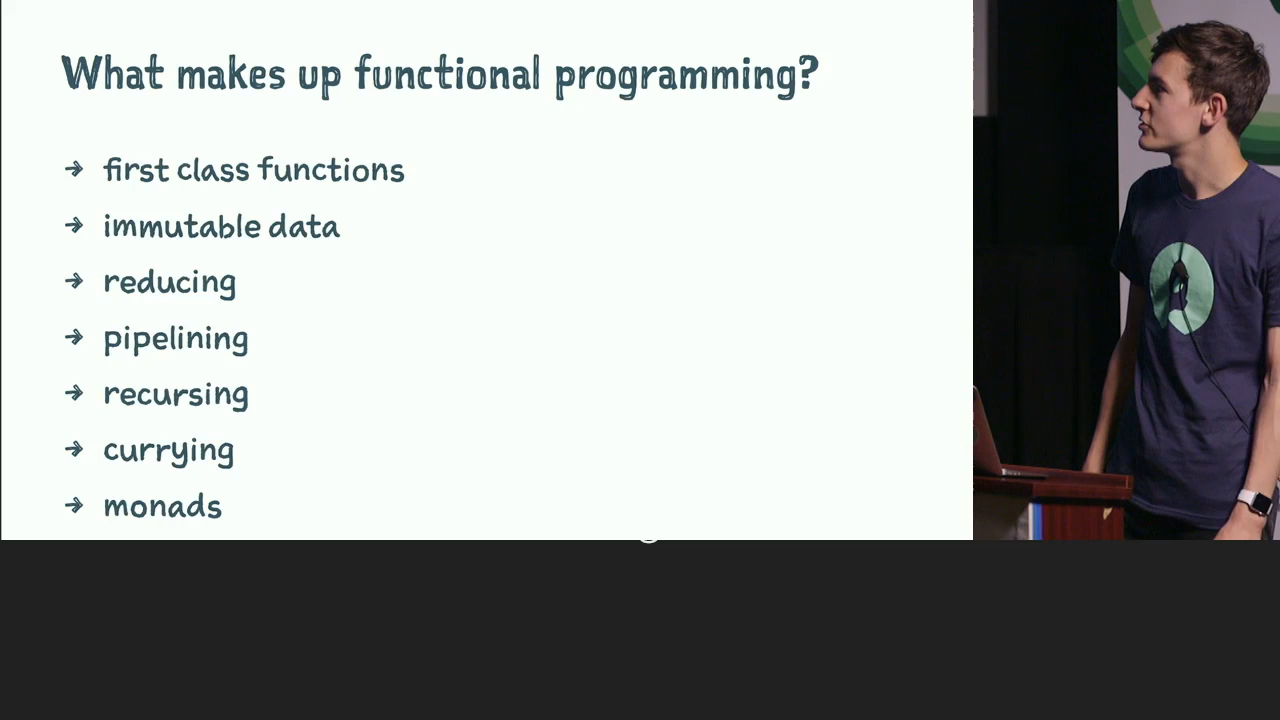 What makes up functional programming?
→ first class functions
→ immutable data
→ reducing
→ pipelining
→ recursing
→ currying
→ monads